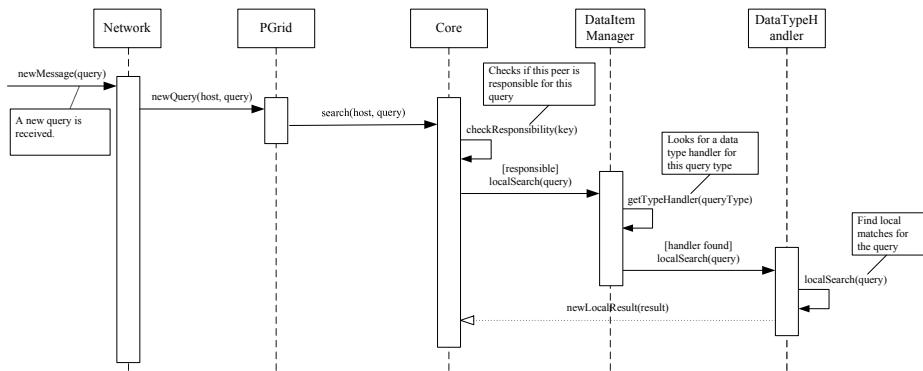 Network
PGrid
Core
DataItem
Manager
DataTypeH
andler
newMessage(query)
A new query is
received.
newQuery(host, query)
search(host, query)
Checks if this peer is
responsible for this
query
checkResponsibility(key)
[responsible]
localSearch(query)
Looks for a data
type handler for
this query type
getTypeHandler(queryType)
[handler found]
localSearch(query)
Find local
matches for
the query
localSearch(query)
newLocalResult(result)